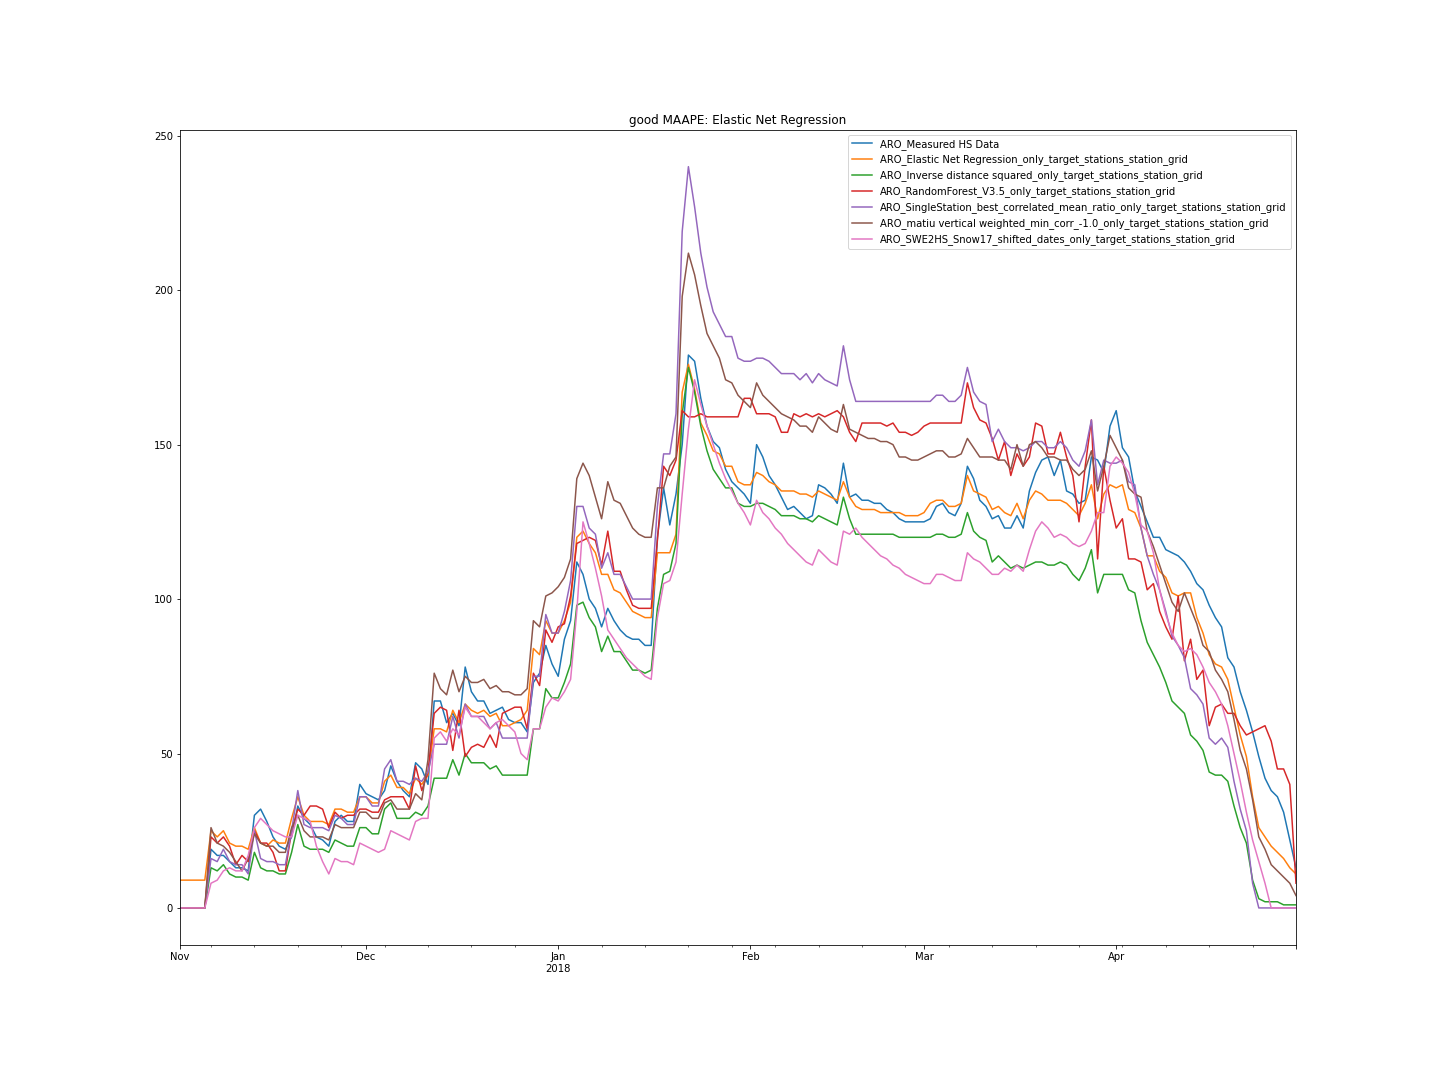 good MAAPE: Elastic Net Regression
250
200
150
100
50
0
ARO_Measured HS Data
ARO_Elastic Net Regression_only_target_stations_station_grid
ARO_Inverse distance squared_only_target_stations_station_grid
ARO_RandomForest_V3.5_only_target_stations_station_grid
ARO_SingleStation_best_correlated_mean_ratio_only_target_stations_station_grid
ARO_matiu vertical weighted_min_corr_-1.0_only_target_stations_station_grid
ARO_SWE2HS_Snow17_shifted_dates_only_target_stations_station_grid
Nov Dec Jan Feb Mar Apr
2018